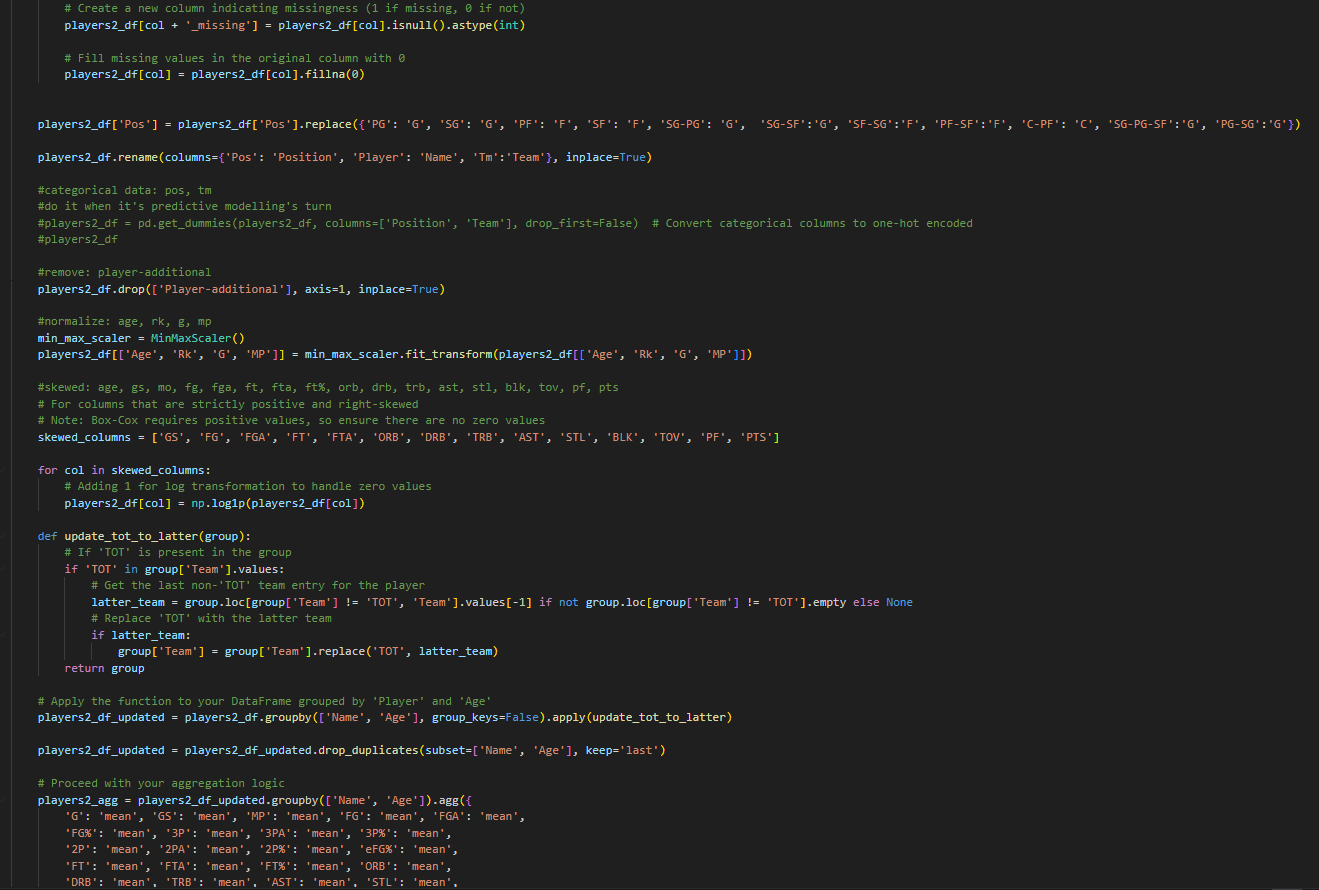 # Create a new column indicating missingness (1 if missing, 0 if not)
players2_df[col + '_missing'] = players2_df[col].isnull().astype(int)
# Fill missing values in the original column with 0
players2_df[col] = players2_df[col].fillna(0)
players2_df['Pos'] = players2_df['Pos'].replace({'PG': 'G', 'SG': 'G', 'PF': 'F', 'SF': 'F', 'SG-PG': 'G',  'SG-SF':'G', 'SF-SG':'F', 'PF-SF':'F', 'C-PF': 'C', 'SG-PG-SF':'G', 'PG-SG':'G'})
players2_df.rename(columns={'Pos': 'Position', 'Player': 'Name', 'Tm':'Team'}, inplace=True)
#categorical data: pos, tm
#do it when it's predictive modelling's turn
#players2_df = pd.get_dummies(players2_df, columns=['Position', 'Team'], drop_first=False)  # Convert categorical columns to one-hot encoded
#players2_df
#remove: player-additional
players2_df.drop(['Player-additional'], axis=1, inplace=True)
#normalize: age, rk, g, mp
min_max_scaler = MinMaxScaler()
players2_df[['Age', 'Rk', 'G', 'MP']] = min_max_scaler.fit_transform(players2_df[['Age', 'Rk', 'G', 'MP']])
#skewed: age, gs, mo, fg, fga, ft, fta, ft%, orb, drb, trb, ast, stl, blk, tov, pf, pts
# For columns that are strictly positive and right-skewed
# Note: Box-Cox requires positive values, so ensure there are no zero values
skewed_columns = ['GS', 'FG', 'FGA', 'FT', 'FTA', 'ORB', 'DRB', 'TRB', 'AST', 'STL', 'BLK', 'TOV', 'PF', 'PTS']
for col in skewed_columns:
# Adding 1 for log transformation to handle zero values
players2_df[col] = np.log1p(players2_df[col])
def update_tot_to_latter(group):
# If 'TOT' is present in the group
if 'TOT' in group['Team'].values:
# Get the last non-'TOT' team entry for the player
latter_team = group.loc[group['Team'] != 'TOT', 'Team'].values[-1] if not group.loc[group['Team'] != 'TOT'].empty else None
# Replace 'TOT' with the latter team
if latter_team:
group['Team'] = group['Team'].replace('TOT', latter_team)
return group
# Apply the function to your DataFrame grouped by 'Player' and 'Age'
players2_df_updated = players2_df.groupby(['Name', 'Age'], group_keys=False).apply(update_tot_to_latter)
players2_df_updated = players2_df_updated.drop_duplicates(subset=['Name', 'Age'], keep='last')
# Proceed with your aggregation logic
players2_agg = players2_df_updated.groupby(['Name', 'Age']).agg({
'G': 'mean', 'GS': 'mean', 'MP': 'mean', 'FG': 'mean', 'FGA': 'mean',
'FG%': 'mean', '3P': 'mean', '3PA': 'mean', '3P%': 'mean',
'2P': 'mean', '2PA': 'mean', '2P%': 'mean', 'eFG%': 'mean',
'FT': 'mean', 'FTA': 'mean', 'FT%': 'mean', 'ORB': 'mean',
'DRB': 'mean', 'TRB': 'mean', 'AST': 'mean', 'STL': 'mean',